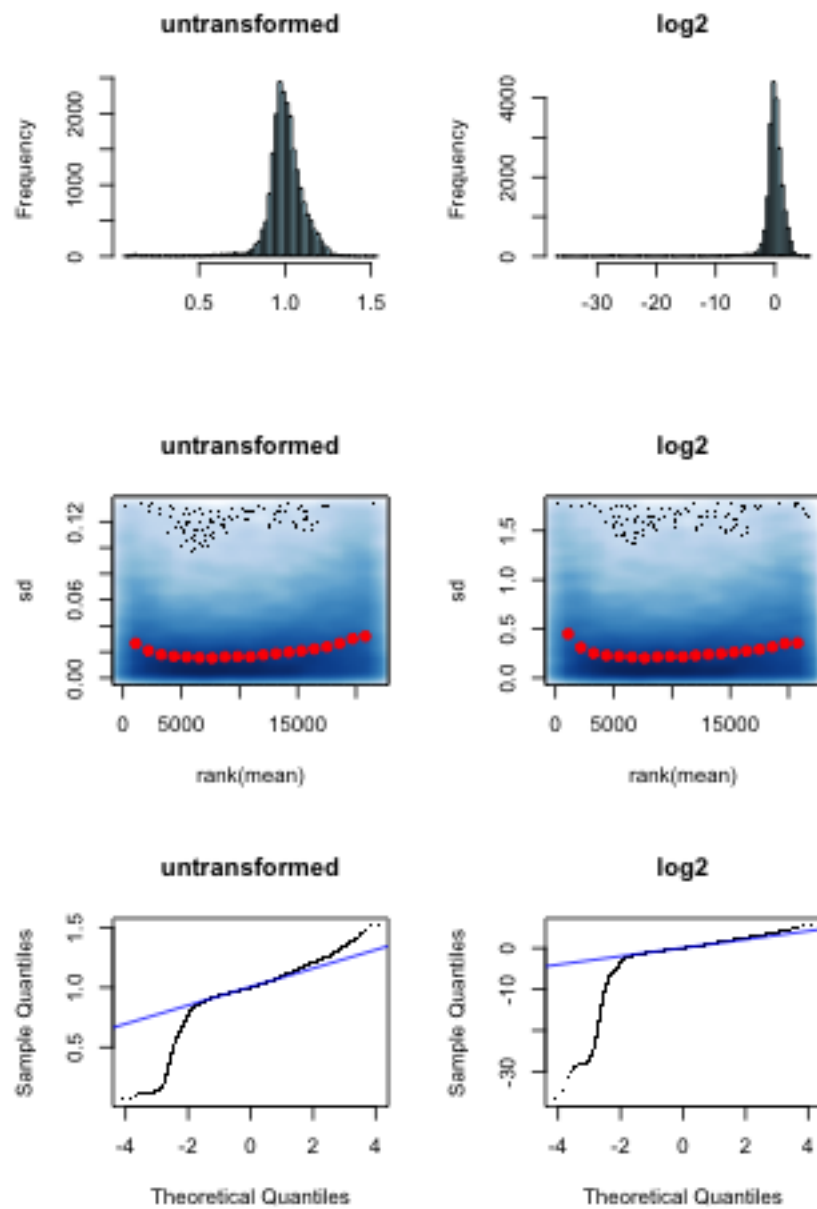 untransformed
log2
Frequency
0 1000 2000
0.5 1.0 1.5
Frequency
0 2000 4000
-30 -20 -10 0
untransformed
log2
sd
0.00 0.06 0.12
0 5000 15000
rank(mean)
sd
0.0 0.5 1.0 1.5
0 5000 15000
rank(mean)
untransformed
log2
Sample Quantiles
0.5 1.0 1.5
-4 -2 0 2 4
Theoretical Quantiles
Sample Quantiles
-30 -10 0
-4 -2 0 2 4
Theoretical Quantiles